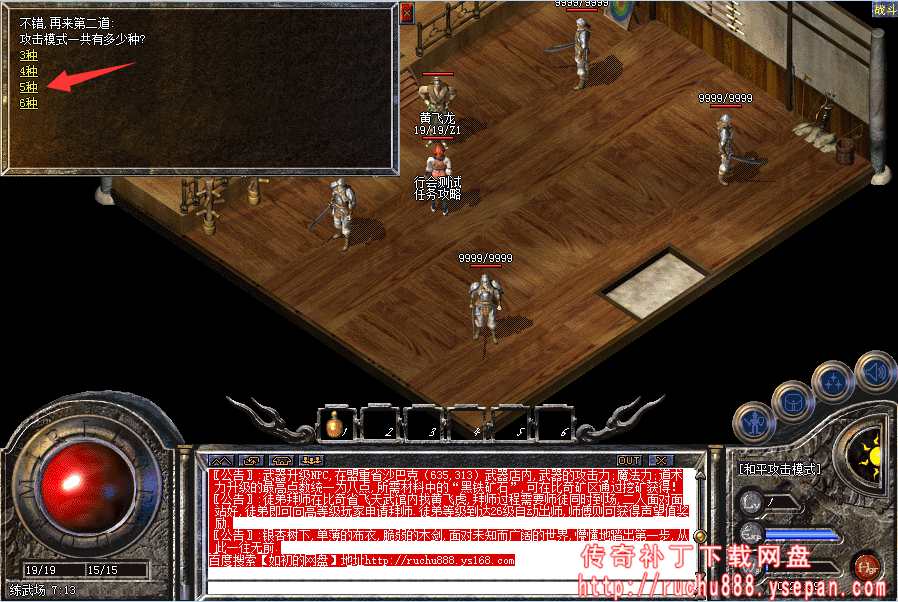 不错,再来第二道:
攻击模式一共有多少种?
3种
4种
5种
6种
战斗
9999/9999
9999/9999
黄飞龙
19/19/Z1
行会测试
任务攻略
9999/9999
1 2 3 4 5 6
OUT
〖公告〗:武器升级NPC,在盟重省沙巴克（635,313）武器店内,武器的攻击力?魔法力?道术
力升级的最高点数统一为八点,所需材料中的“黑铁矿石”,可在比奇矿区通过挖矿获得!
〖公告〗:徒弟拜师在比奇省飞天武馆内找黄飞虎,拜师过程需要师徒同时到场,面对面
站好,徒弟即可向高等级玩家申请拜师,徒弟等级到达26级自动出师,师傅则可获得声望值奖
励!
〖公告〗:银杏树下,单薄的布衣,脆弱的木剑,面对未知而广阔的世界,懵懂地踏出第一步,从
此一往无前.
百度搜索【如初的网盘】地址http://ruchu888.ys168.com
[和平攻击模式]
1
19/19
15/15
练武场 7:13
传奇补丁下载网盘
http://ruchu888.ysepan.com